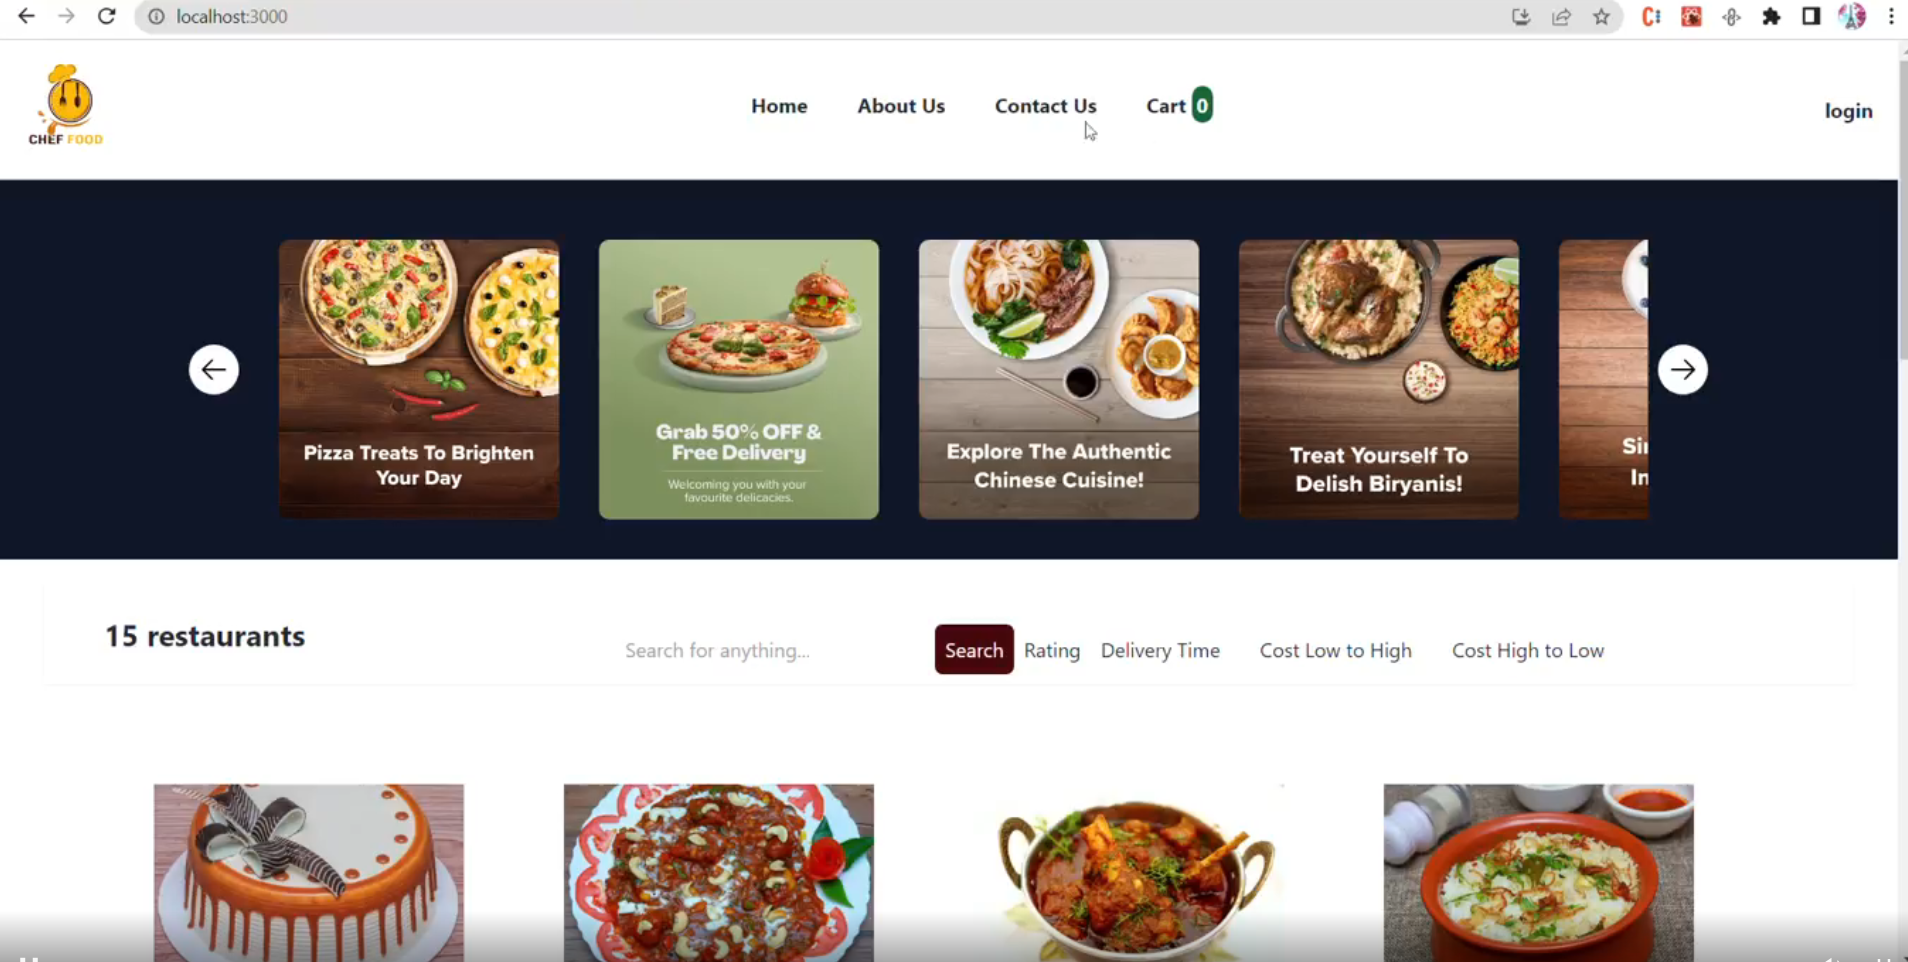 localhost:3000
CHEF FOOD
Home About Us Contact Us Cart 0
login
Pizza Treats To Brighten
Your Day
Grab 50% OFF &
Free Delivery
Welcoming you with your
favourite delicacies.
Explore The Authentic
Chinese Cuisine!
Treat Yourself To
Delish Biryanis!
15 restaurants
Search for anything...
Search Rating Delivery Time Cost Low to High Cost High to Low